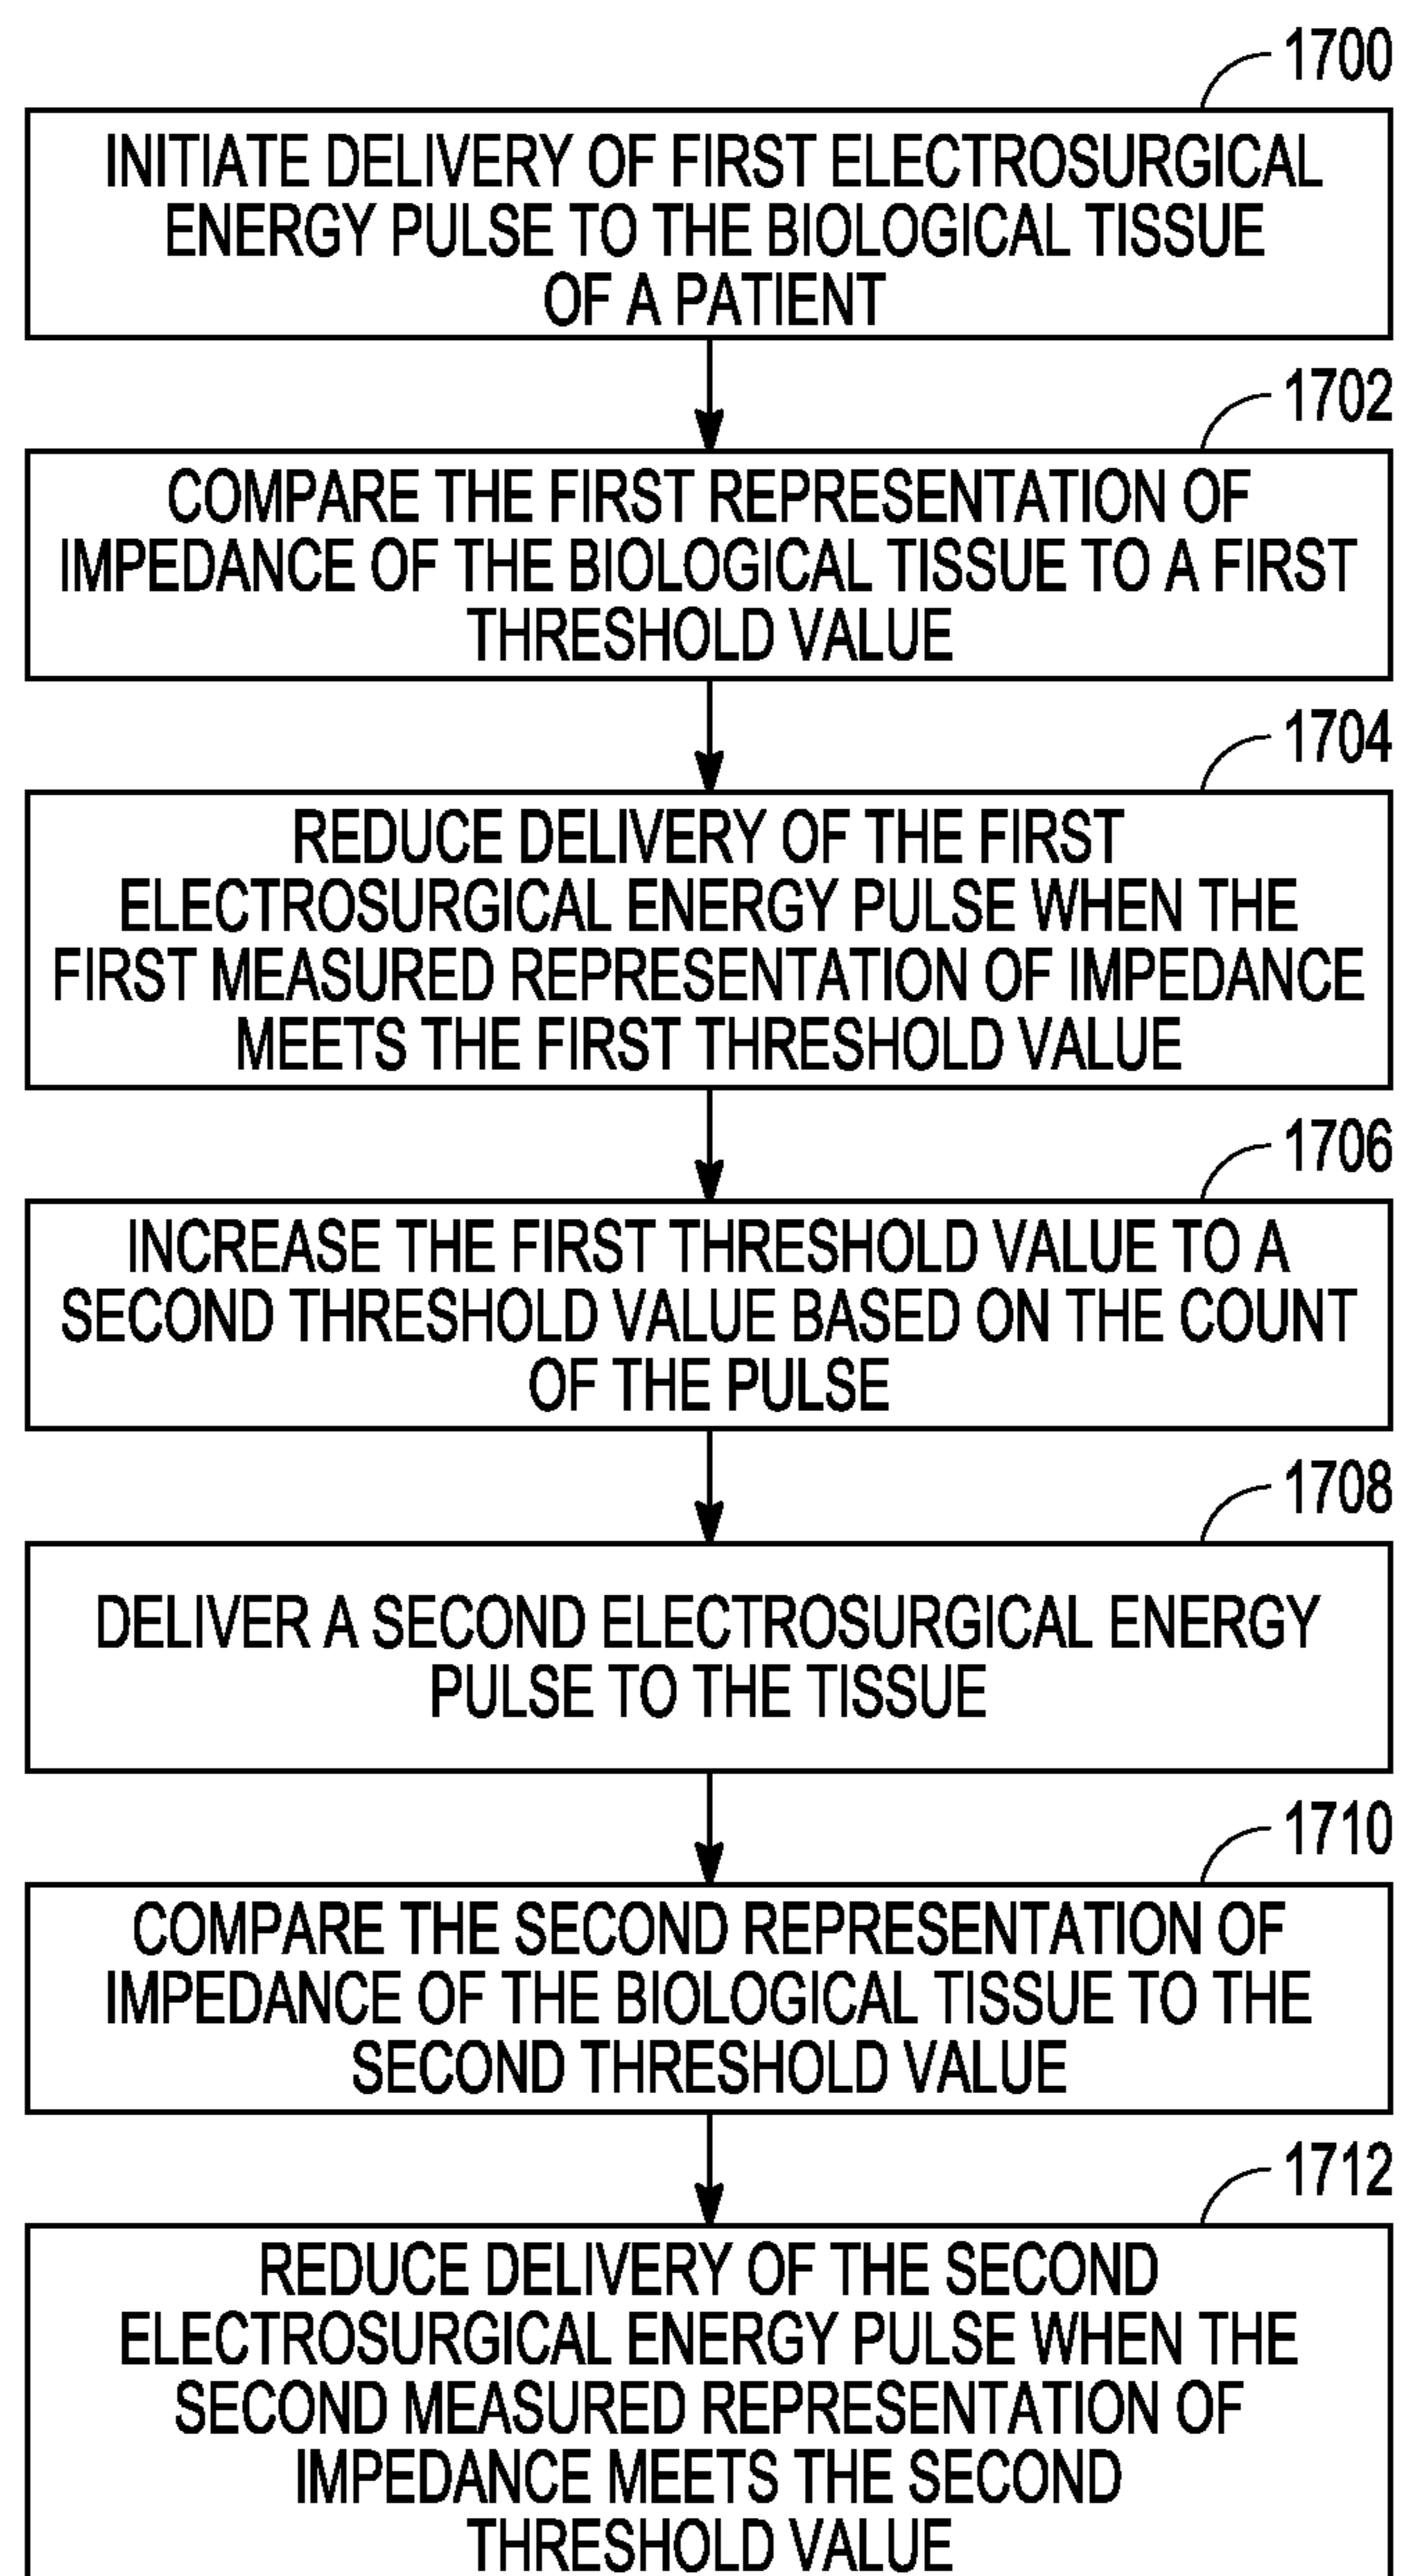 1700
INITIATE DELIVERY OF FIRST ELECTROSURGICAL
ENERGY PULSE TO THE BIOLOGICAL TISSUE
OF A PATIENT
1702
COMPARE THE FIRST REPRESENTATION OF
IMPEDANCE OF THE BIOLOGICAL TISSUE TO A FIRST
THRESHOLD VALUE
1704
REDUCE DELIVERY OF THE FIRST
ELECTROSURGICAL ENERGY PULSE WHEN THE
FIRST MEASURED REPRESENTATION OF IMPEDANCE
MEETS THE FIRST THRESHOLD VALUE
1706
INCREASE THE FIRST THRESHOLD VALUE TO A
SECOND THRESHOLD VALUE BASED ON THE COUNT
OF THE PULSE
1708
DELIVER A SECOND ELECTROSURGICAL ENERGY
PULSE TO THE TISSUE
1710
COMPARE THE SECOND REPRESENTATION OF
IMPEDANCE OF THE BIOLOGICAL TISSUE TO THE
SECOND THRESHOLD VALUE
1712
REDUCE DELIVERY OF THE SECOND
ELECTROSURGICAL ENERGY PULSE WHEN THE
SECOND MEASURED REPRESENTATION OF
IMPEDANCE MEETS THE SECOND
THRESHOLD VALUE